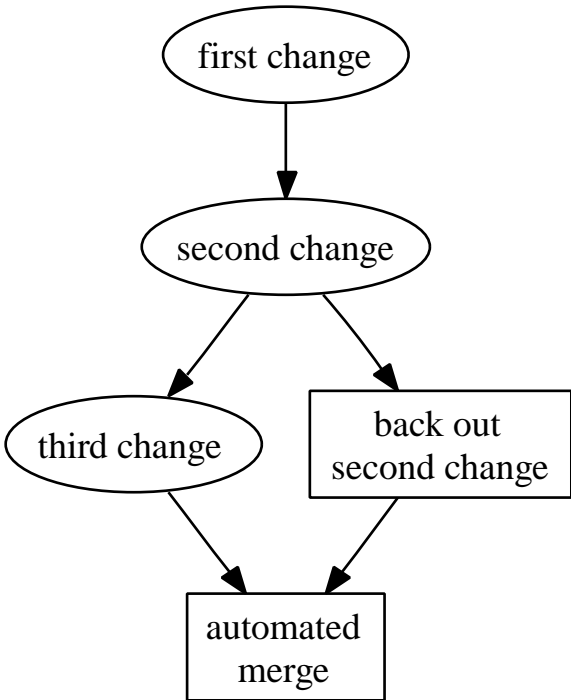 first change
second change
third change
back out
second change
automated
merge